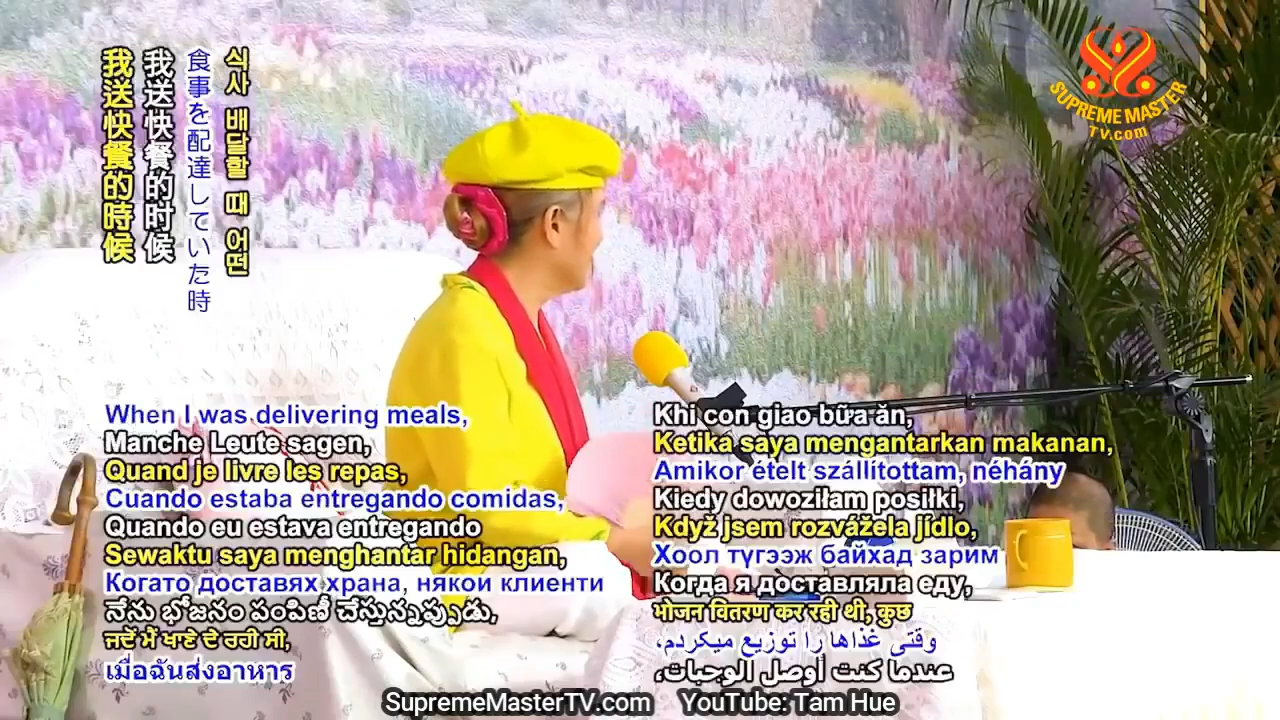 식사 배달할 때 어떤
食事を配達していた時
我送快餐的时候
我送快餐的時候
SUPREME MASTER
TV.com
When I was delivering meals,
Manche Leute sagen,
Quand je livre les repas,
Cuando estaba entregando comidas,
Quando eu estava entregando
Sewaktu saya menghantar hidangan,
Когато доставях храна, някои клиенти
నేను భోజనం పంపిణీ చేస్తున్నప్పుడు,
ਜਦੋਂ ਮੈਂ ਖਾਣੇ ਦੇ ਰਹੀ ਸੀ,
เมื่อฉันส่งอาหาร
Khi con giao bữa ăn,
Ketika saya mengantarkan makanan,
Amikor ételt szállítottam, néhány
Kiedy dowoziłam posiłki,
Když jsem rozvážela jídlo,
Хоол түгээж байхад зарим
Когда я доставляла еду,
भोजन वितरण कर रही थी, कुछ
وقتی غذاها را توزیع میکردم،
عندما كنت أوصل الوجبات،
SupremeMasterTV.com YouTube: Tam Hue